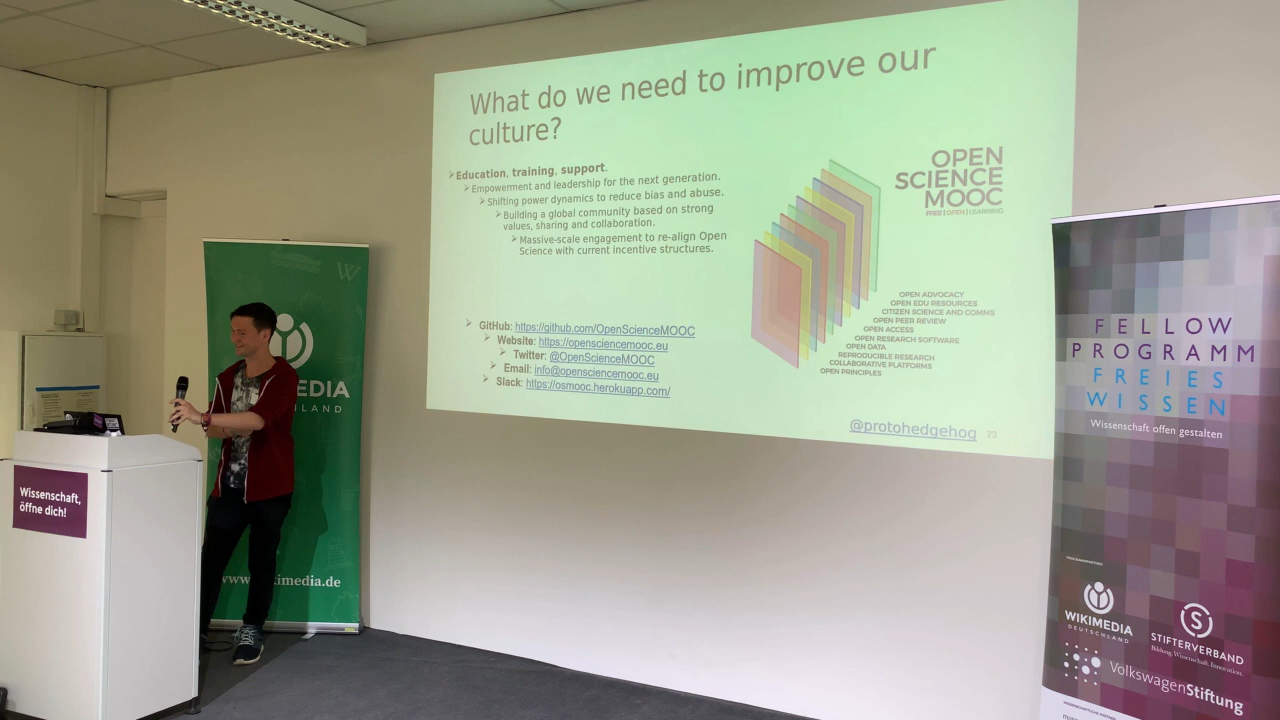 What do we need to improve our
culture?
Education, training, support.
Empowerment and leadership for the next generation.
Shifting power dynamics to reduce bias and abuse.
Building a global community based on strong
values, sharing and collaboration.
Massive-scale engagement to re-align Open
Science with current incentive structures.
GitHub: https://github.com/OpenScienceMOOC
Website: https://opensciencemooc.eu
Twitter: @OpenScienceMOOC
Email: info@opensciencemooc.eu
Slack: https://osmooc.herokuapp.com/
OPEN
SCIENCE
MOOC
FREE | OPEN | LEARNING
OPEN ADVOCACY
OPEN EDU RESOURCES
CITIZEN SCIENCE AND COMMS
OPEN PEER REVIEW
OPEN ACCESS
OPEN RESEARCH SOFTWARE
OPEN DATA
REPRODUCIBLE RESEARCH
COLLABORATIVE PLATFORMS
OPEN PRINCIPLES
@protohedgehog 23
W
MEDIA
LAND
www. kimedia.de
Wissenschaft,
öffne dich!
FELLOW
PROGRAMM
FREIES
WISSEN
Wissenschaft offen gestalten
WIKIMEDIA
DEUTSCHLAND
S
STIFTERVERBAND
Bildung. Wissenschaft. Innovation.
VolkswagenStiftung